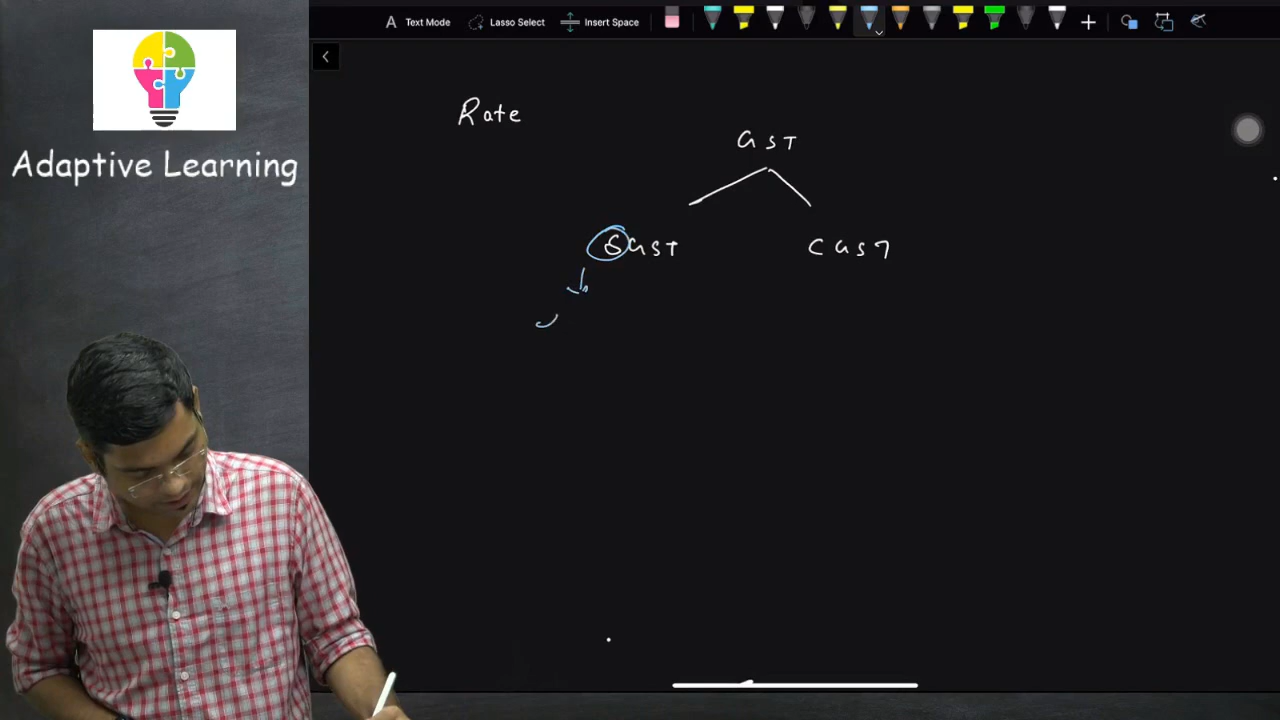 A Text Mode Lasso Select Insert Space
Adaptive Learning
Rate
GST
SGST CGST